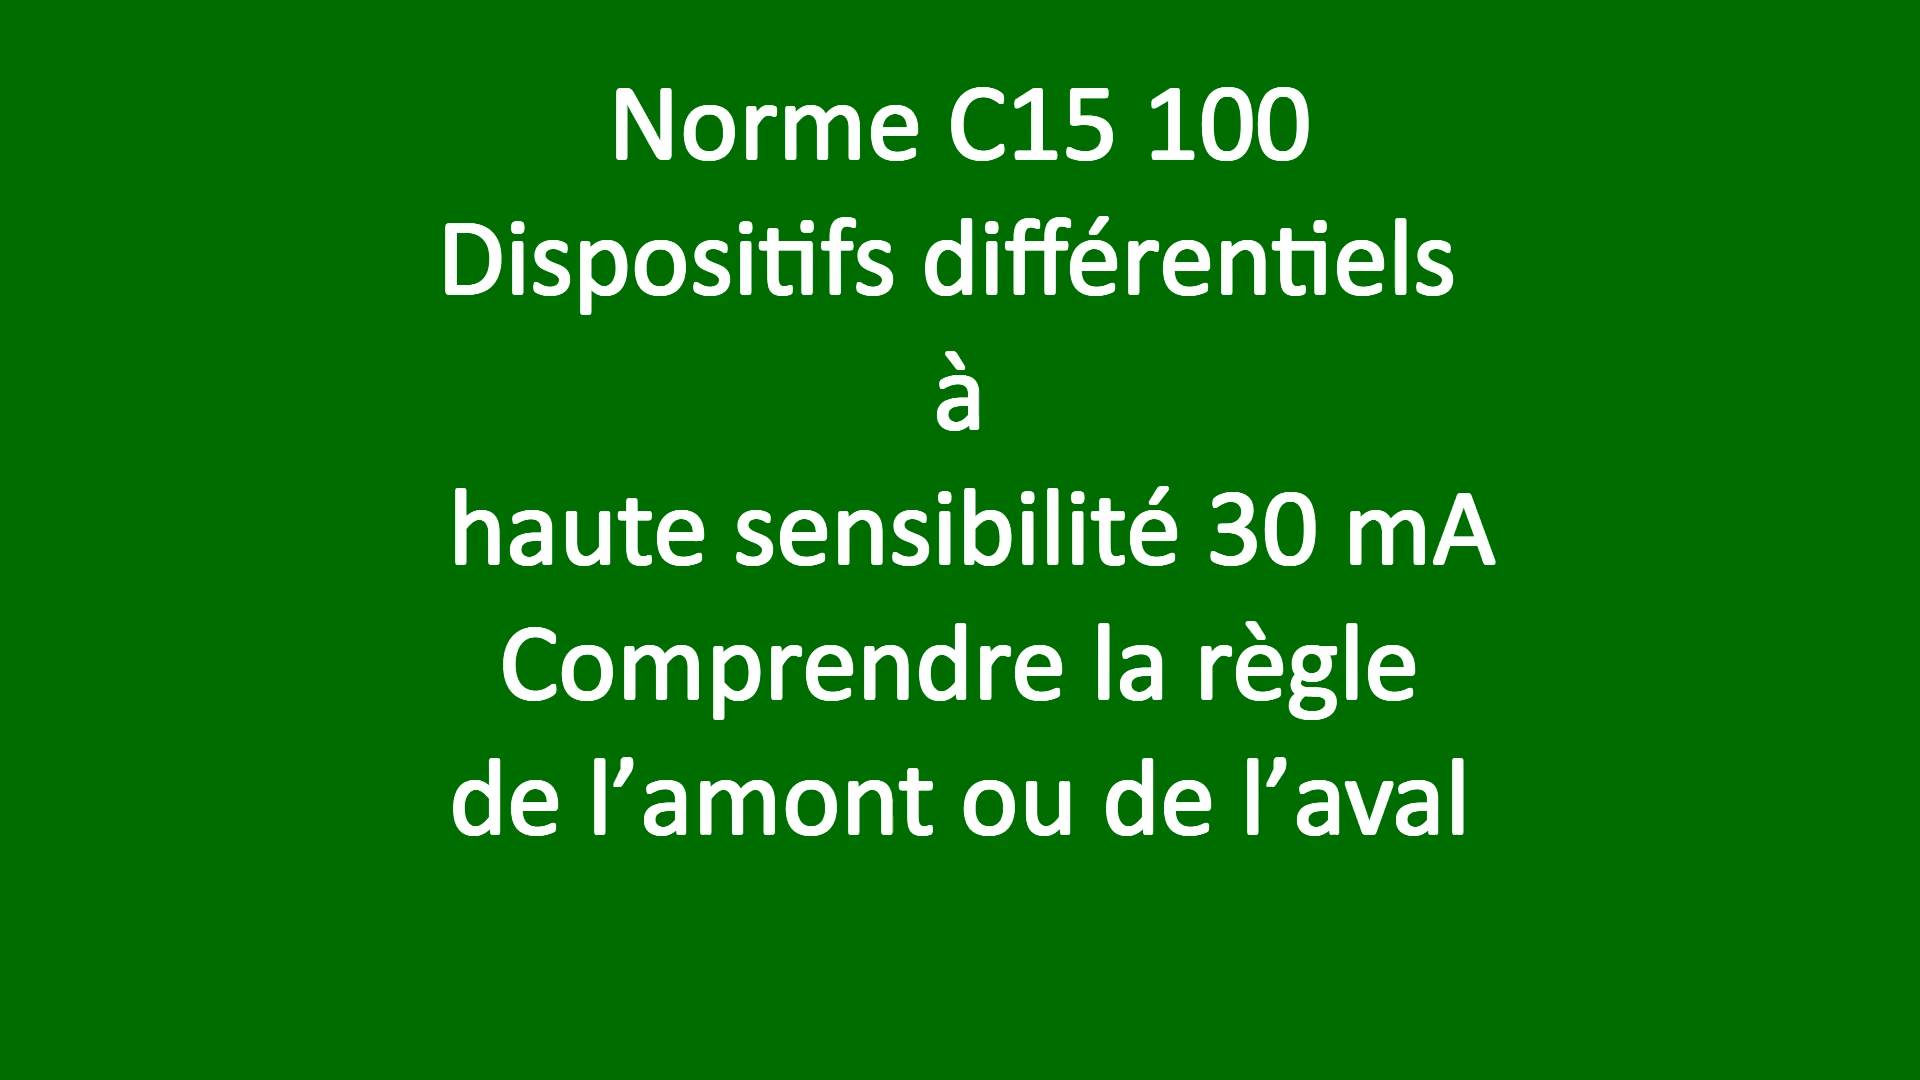 Norme C15 100
Dispositifs différentiels
à
haute sensibilité 30 mA
Comprendre la règle
de l’amont ou de l’aval